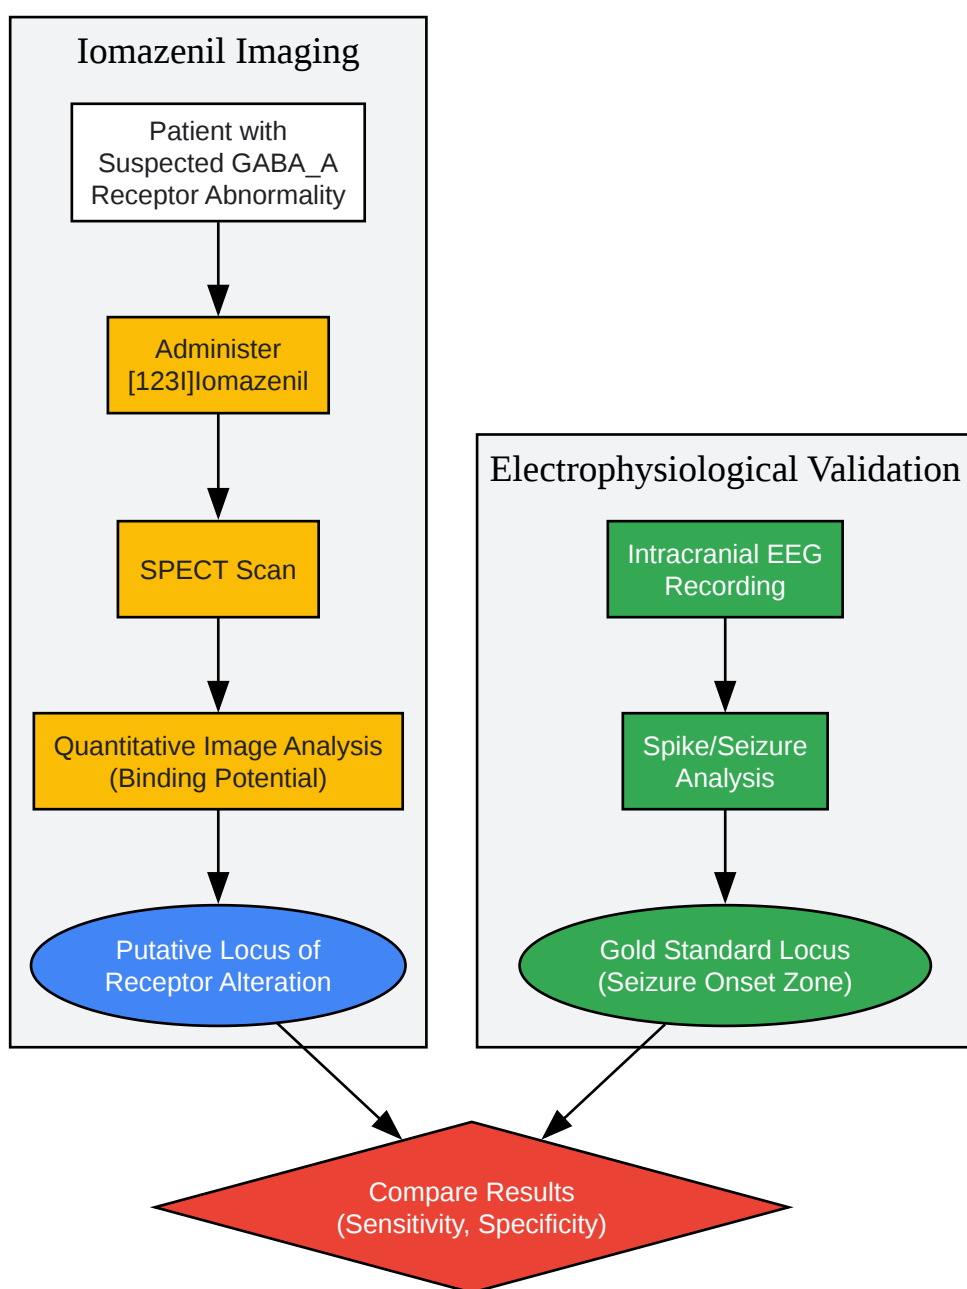 Iomazenil Imaging
Patient with
Suspected GABA_A
Receptor Abnormality
Administer
[123I]Iomazenil
SPECT Scan
Quantitative Image Analysis
(Binding Potential)
Putative Locus of
Receptor Alteration
Electrophysiological Validation
Intracranial EEG
Recording
Spike/Seizure
Analysis
Gold Standard Locus
(Seizure Onset Zone)
Compare Results
(Sensitivity, Specificity)